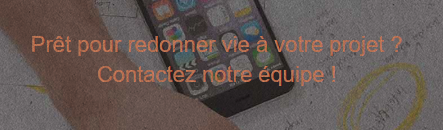 Prêt pour redonner vie à votre projet ?
Contactez notre équipe !